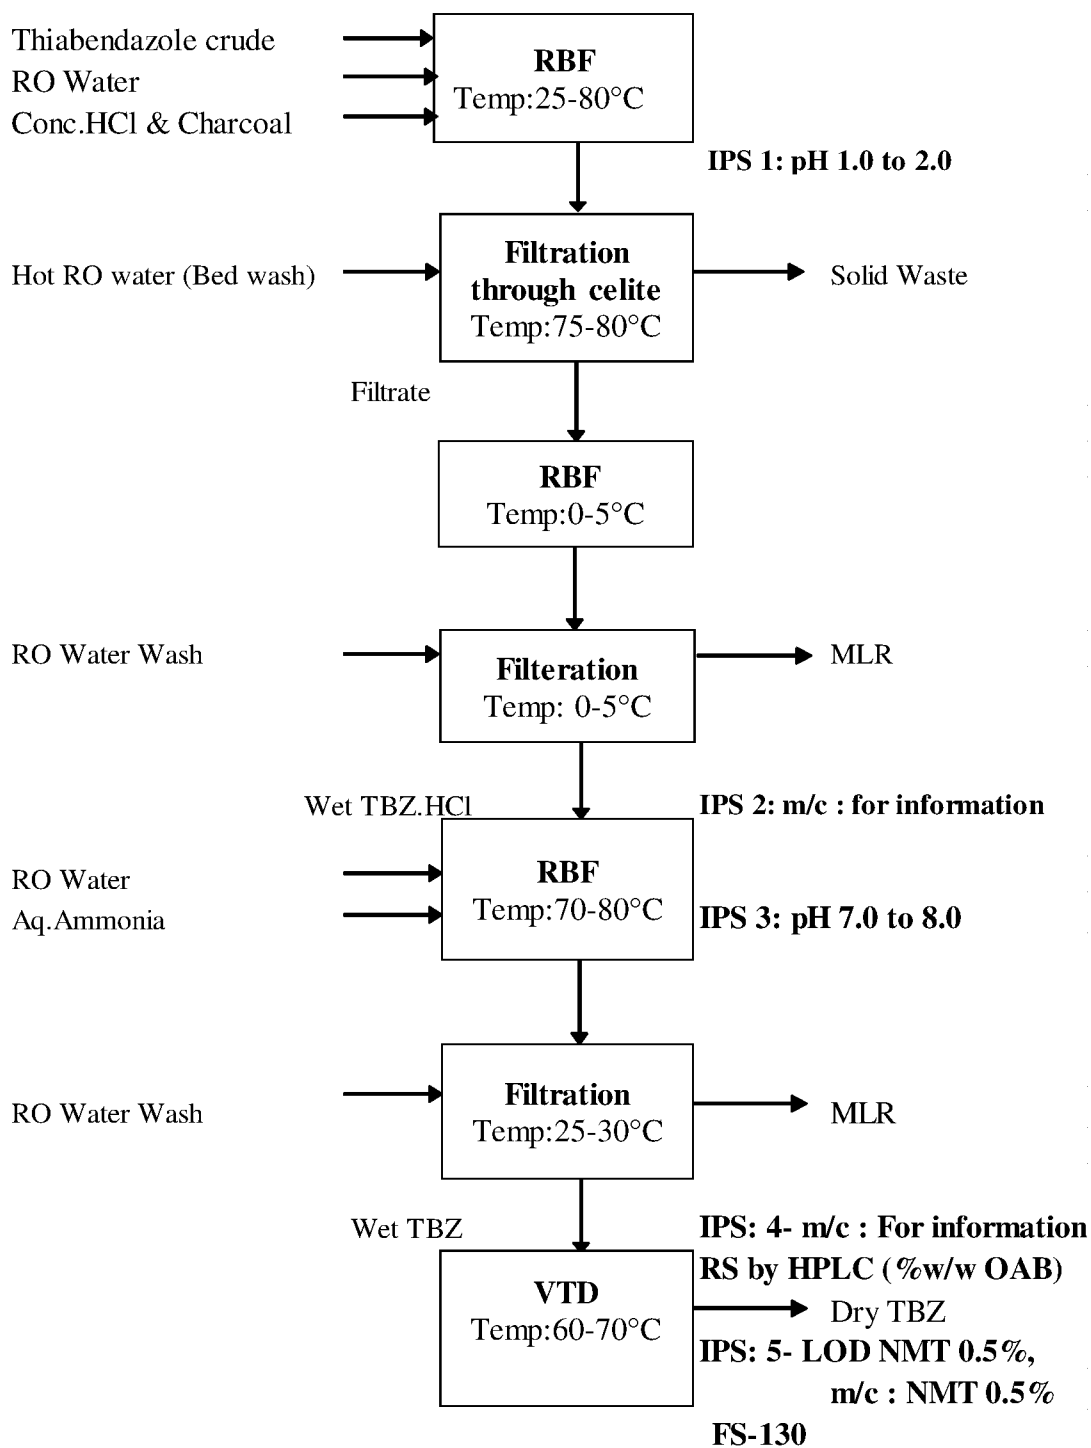 Thiabendazole crude
RO Water
Conc.HCl & Charcoal
RBF
Temp:25-80°C
IPS 1: pH 1.0 to 2.0
Hot RO water (Bed wash)
Filtration
through celite
Temp:75-80°C
Solid Waste
Filtrate
RBF
Temp:0-5°C
RO Water Wash
Filteration
Temp: 0-5°C
MLR
Wet TBZ.HCl
IPS 2: m/c : for information
RO Water
Aq.Ammonia
RBF
Temp:70-80°C
IPS 3: pH 7.0 to 8.0
RO Water Wash
Filtration
Temp:25-30°C
MLR
Wet TBZ
IPS: 4- m/c : For information
RS by HPLC (%w/w OAB)
VTD
Temp:60-70°C
Dry TBZ
IPS: 5- LOD NMT 0.5%,
m/c : NMT 0.5%
FS-130